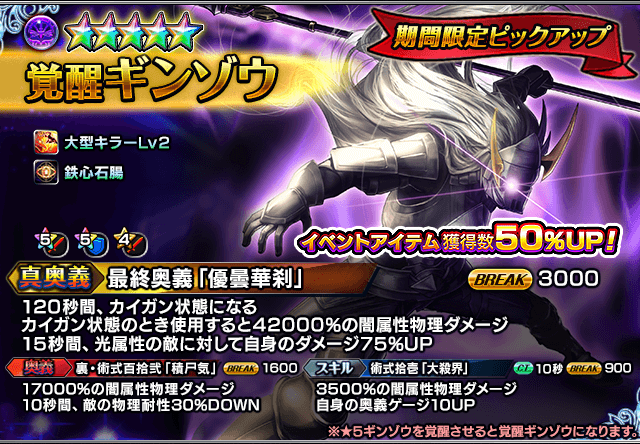 期間限定ピックアップ
覚醒ギンゾウ
大型キラーLv2
鉄心石腸
5 5 4
イベントアイテム獲得数50%UP!
真奥義 最終奥義「優曇華刹」 BREAK 3000
120秒間、カイガン状態になる
カイガン状態のとき使用すると42000%の闇属性物理ダメージ
15秒間、光属性の敵に対して自身のダメージ75%UP
奥義 裏・術式百拾弐「積尸気」 BREAK 1600
17000%の闇属性物理ダメージ
10秒間、敵の物理耐性30%DOWN
スキル 術式拾壱「大殺界」 C.T. 10秒 BREAK 900
3500%の闇属性物理ダメージ
自身の奥義ゲージ10UP
※★5ギンゾウを覚醒させると覚醒ギンゾウになります。